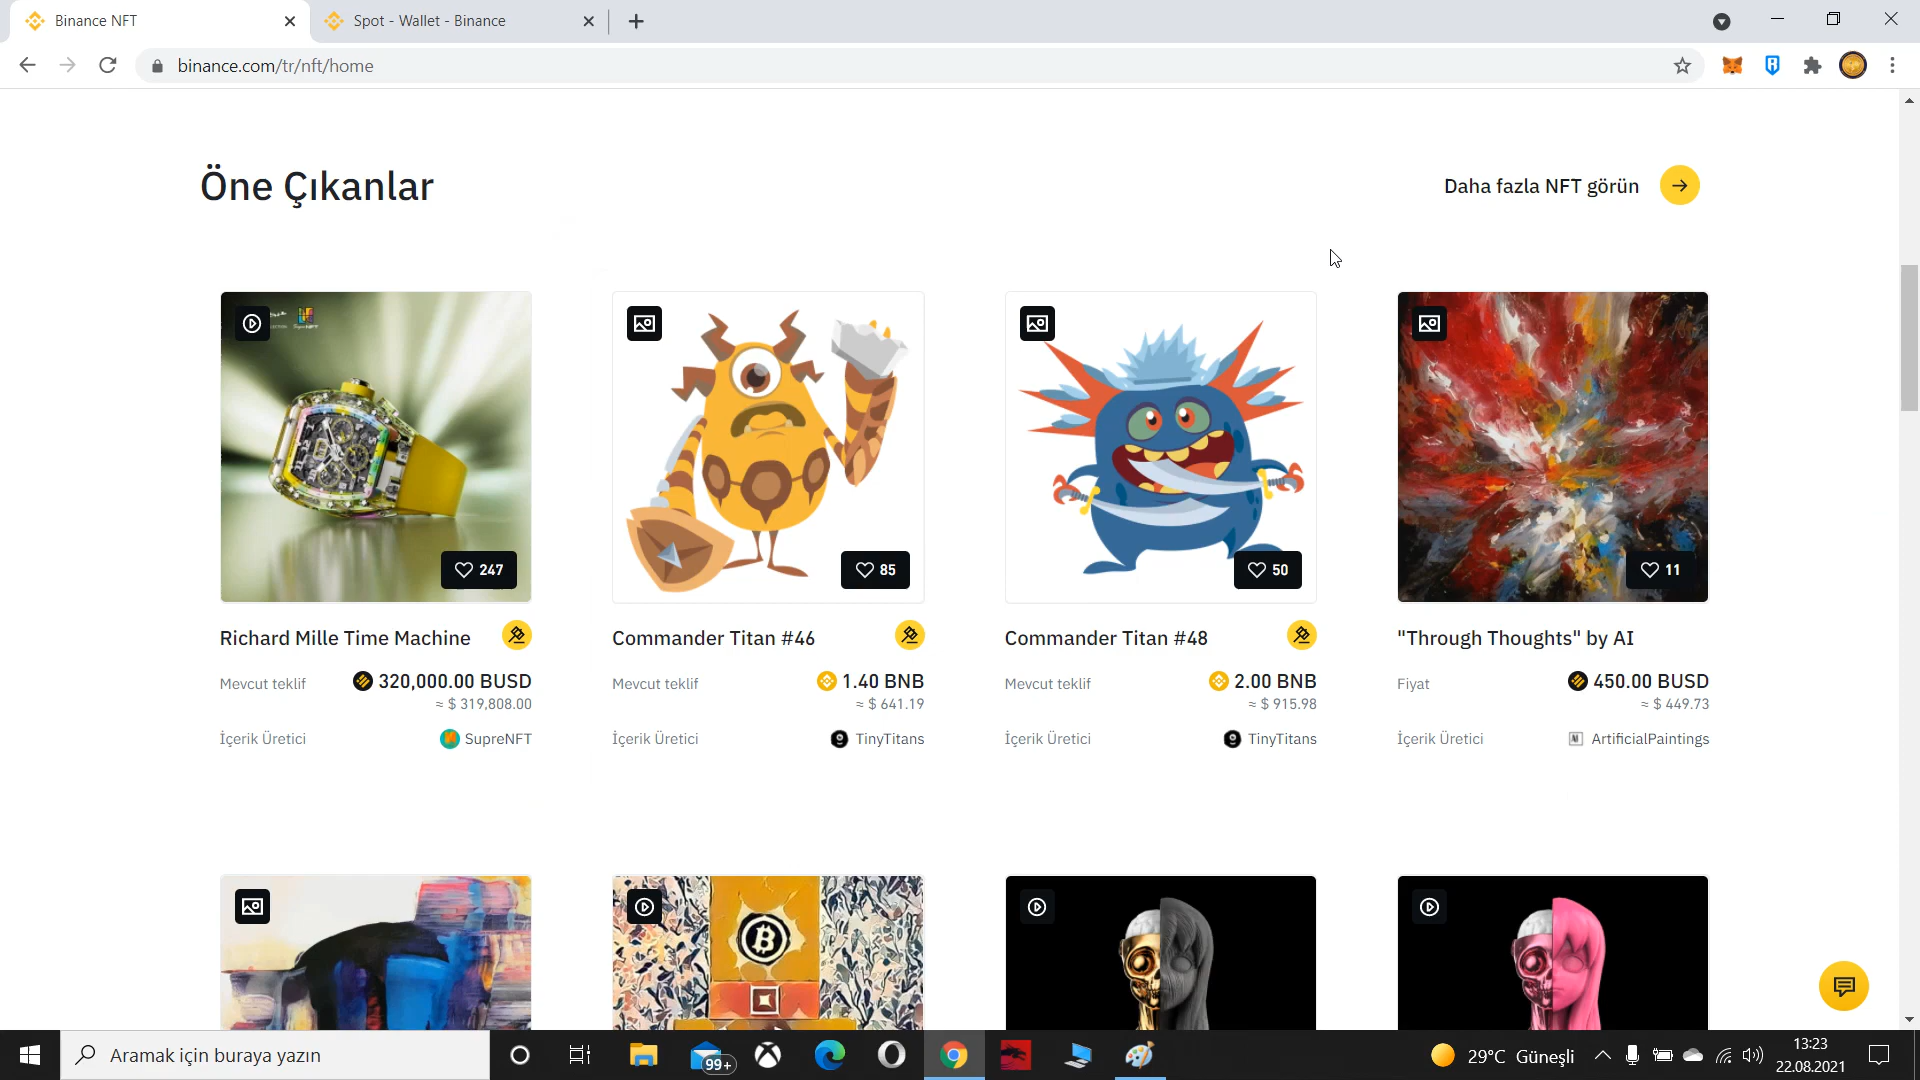 Binance NFT
Spot - Wallet - Binance
binance.com/tr/nft/home
Öne Çıkanlar
Daha fazla NFT görün
247
85
50
11
Richard Mille Time Machine
Mevcut teklif
320,000.00 BUSD
≈ $ 319,808.00
İçerik Üretici
SupreNFT
Commander Titan #46
Mevcut teklif
1.40 BNB
≈ $ 641.19
İçerik Üretici
TinyTitans
Commander Titan #48
Mevcut teklif
2.00 BNB
≈ $ 915.98
İçerik Üretici
TinyTitans
"Through Thoughts" by AI
Fiyat
450.00 BUSD
≈ $ 449.73
İçerik Üretici
ArtificialPaintings
Aramak için buraya yazın
99+
29°C Güneşli
13:23
22.08.2021